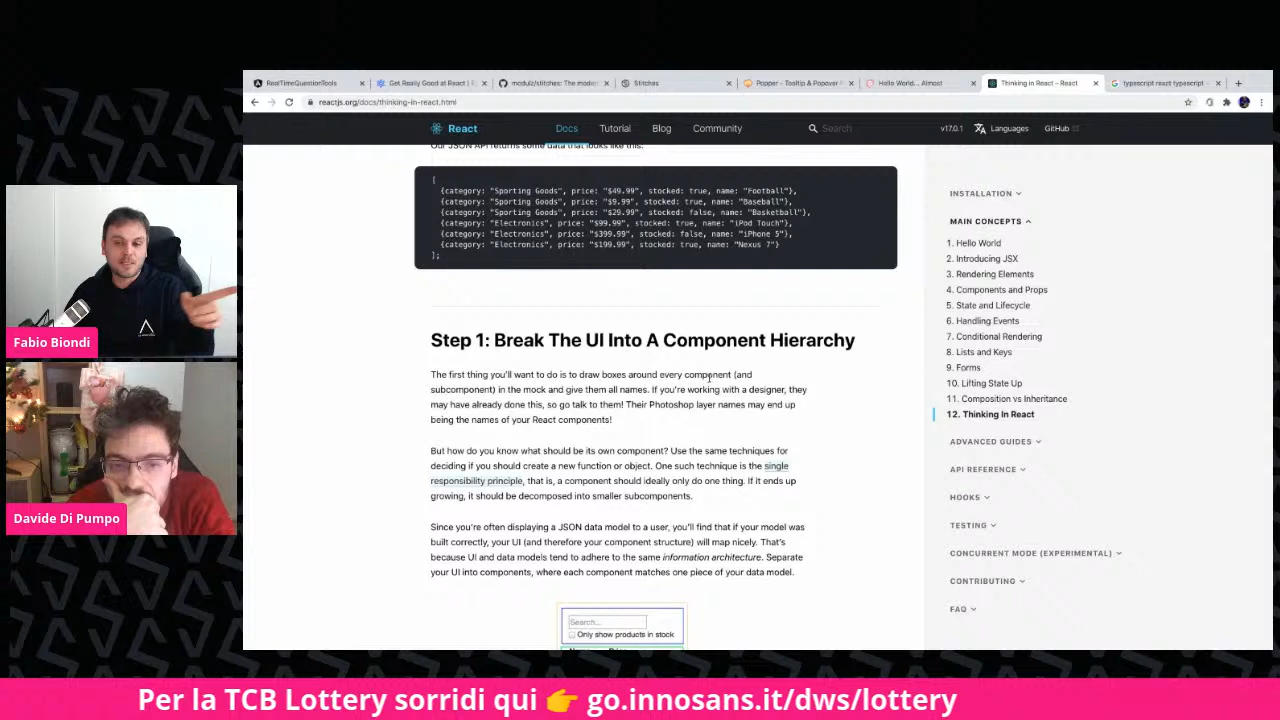 RealTimeQuestionTools
Get Really Good at React |
modulz/stitches: The modern
Stitches
Popper - Tooltip & Popover
Hello World... Almost
Thinking in React – React
typescript react typescript -
reactjs.org/docs/thinking-in-react.html
React
Docs
Tutorial
Blog
Community
Search
v17.0.1
Languages
GitHub
Our JSON API returns some data that looks like this:
[
{category: "Sporting Goods", price: "$49.99", stocked: true, name: "Football"},
{category: "Sporting Goods", price: "$9.99", stocked: true, name: "Baseball"},
{category: "Sporting Goods", price: "$29.99", stocked: false, name: "Basketball"},
{category: "Electronics", price: "$99.99", stocked: true, name: "iPod Touch"},
{category: "Electronics", price: "$399.99", stocked: false, name: "iPhone 5"},
{category: "Electronics", price: "$199.99", stocked: true, name: "Nexus 7"}
];
Step 1: Break The UI Into A Component Hierarchy
The first thing you'll want to do is to draw boxes around every component (and
subcomponent) in the mock and give them all names. If you're working with a designer, they
may have already done this, so go talk to them! Their Photoshop layer names may end up
being the names of your React components!
But how do you know what should be its own component? Use the same techniques for
deciding if you should create a new function or object. One such technique is the single
responsibility principle, that is, a component should ideally only do one thing. If it ends up
growing, it should be decomposed into smaller subcomponents.
Since you're often displaying a JSON data model to a user, you'll find that if your model was
built correctly, your UI (and therefore your component structure) will map nicely. That's
because UI and data models tend to adhere to the same information architecture. Separate
your UI into components, where each component matches one piece of your data model.
Search...
Only show products in stock
INSTALLATION
MAIN CONCEPTS
1. Hello World
2. Introducing JSX
3. Rendering Elements
4. Components and Props
5. State and Lifecycle
6. Handling Events
7. Conditional Rendering
8. Lists and Keys
9. Forms
10. Lifting State Up
11. Composition vs Inheritance
12. Thinking In React
ADVANCED GUIDES
API REFERENCE
HOOKS
TESTING
CONCURRENT MODE (EXPERIMENTAL)
CONTRIBUTING
FAQ
Fabio Biondi
Davide Di Pumpo
Per la TCB Lottery sorridi qui 👉 go.innosans.it/dws/lottery